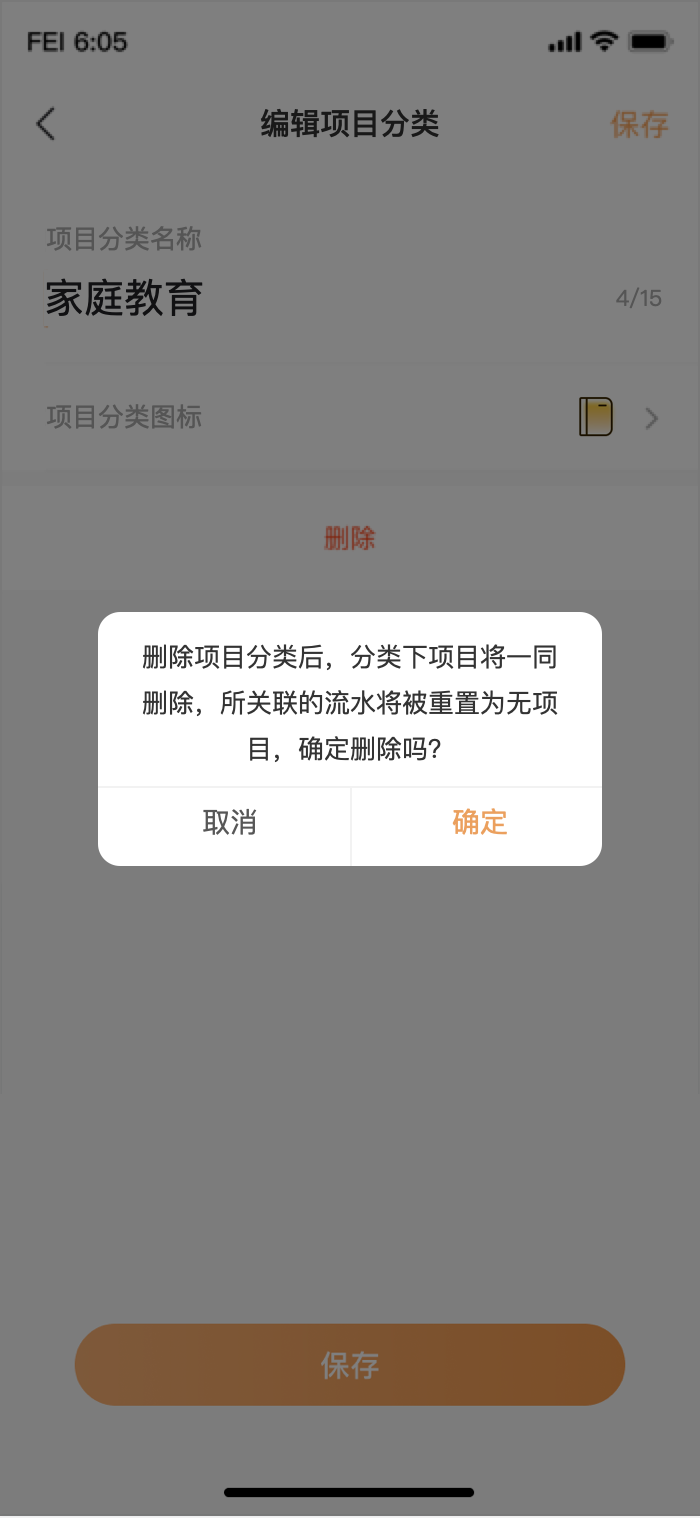 FEI 6:05
编辑项目分类
保存
项目分类名称
家庭教育
4/15
项目分类图标
删除
删除项目分类后，分类下项目将一同
删除，所关联的流水将被重置为无项
目，确定删除吗?
取消
确定
保存